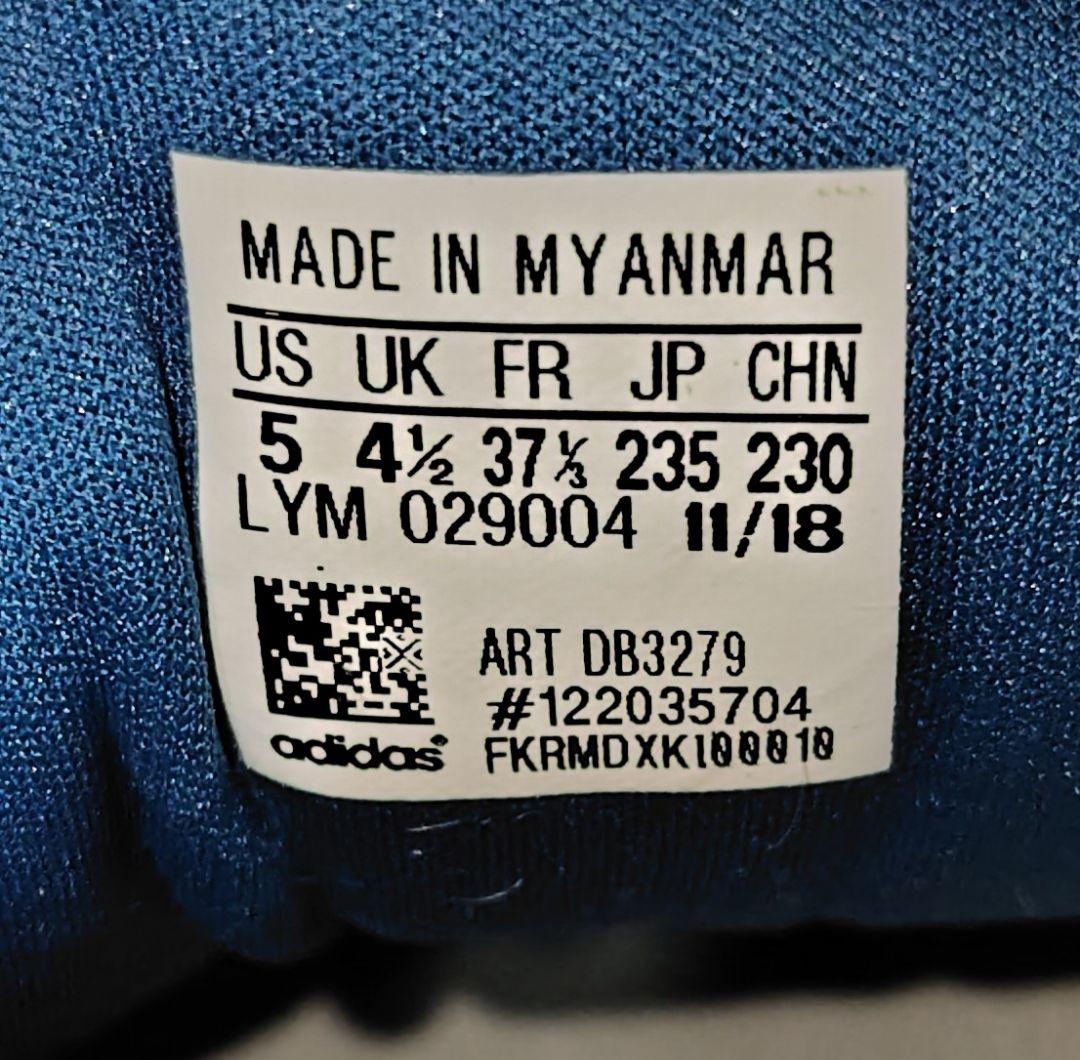 MADE IN MYANMAR
US UK FR JP CHN
5 4½ 37⅓ 235 230
LYM 029004 11/18
ART DB3279
#122035704
adidas® FKRMDXK100010